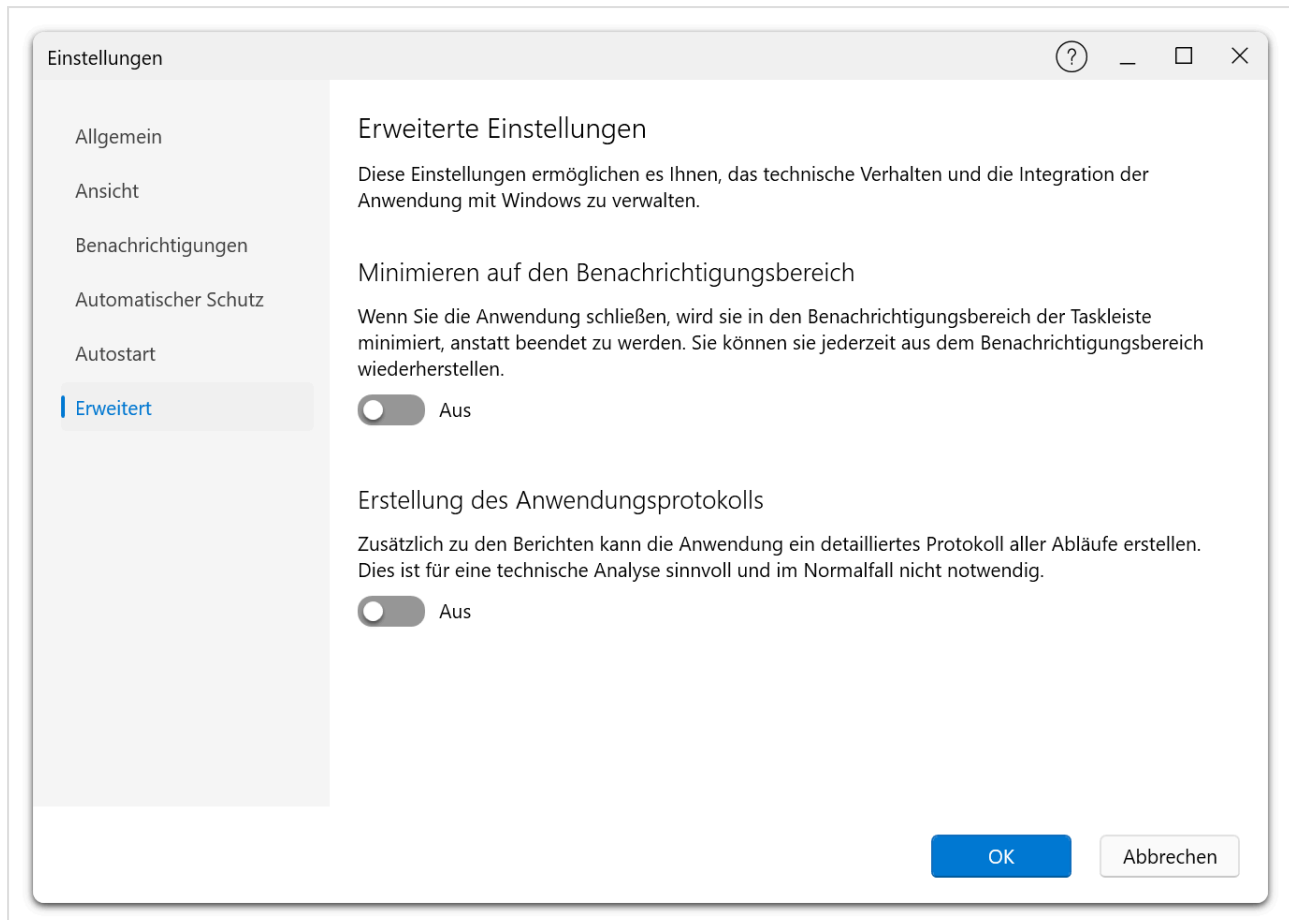 Einstellungen
?
Allgemein
Ansicht
Benachrichtigungen
Automatischer Schutz
Autostart
Erweitert
Erweiterte Einstellungen
Diese Einstellungen ermöglichen es Ihnen, das technische Verhalten und die Integration der
Anwendung mit Windows zu verwalten.
Minimieren auf den Benachrichtigungsbereich
Wenn Sie die Anwendung schließen, wird sie in den Benachrichtigungsbereich der Taskleiste
minimiert, anstatt beendet zu werden. Sie können sie jederzeit aus dem Benachrichtigungsbereich
wiederherstellen.
Aus
Erstellung des Anwendungsprotokolls
Zusätzlich zu den Berichten kann die Anwendung ein detailliertes Protokoll aller Abläufe erstellen.
Dies ist für eine technische Analyse sinnvoll und im Normalfall nicht notwendig.
Aus
OK
Abbrechen